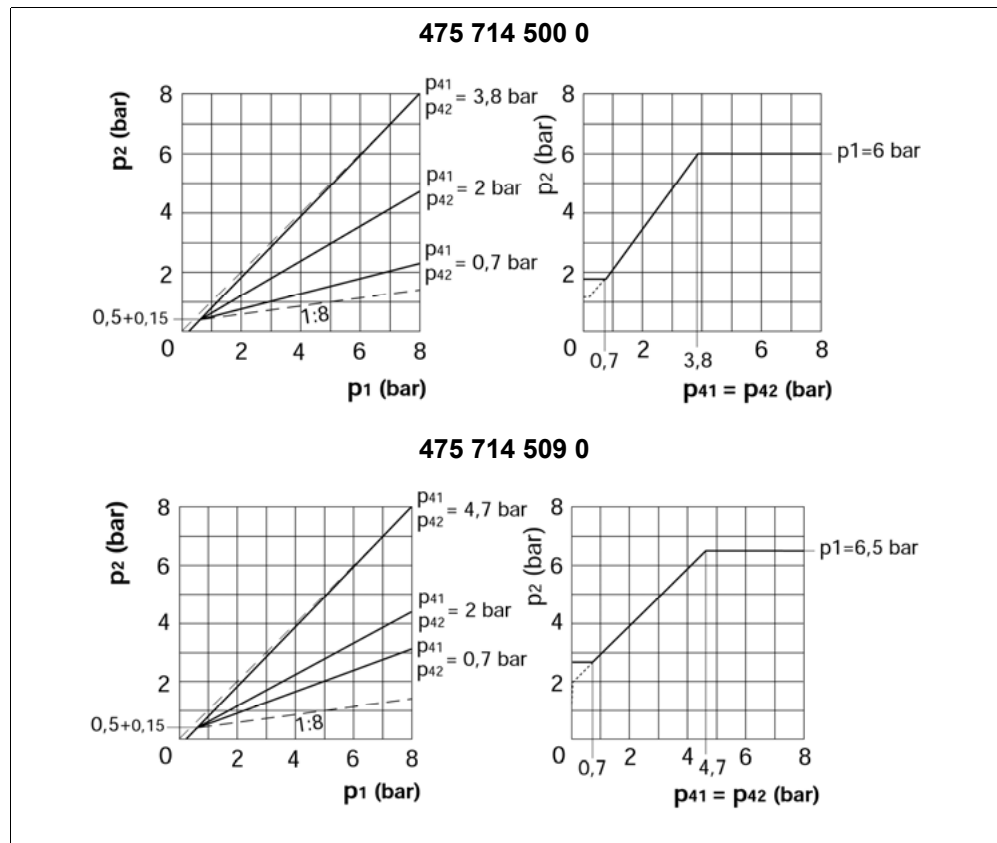 475 714 500 0
p2 (bar)
8
6
4
2
0,5+0,15
0
2
4
6
8
p1 (bar)
1:8
p41
p42 = 3,8 bar
p41
p42 = 2 bar
p41
p42 = 0,7 bar
p2 (bar)
8
6
4
2
0
0,7
2
3,8
6
8
p41 = p42 (bar)
p1=6 bar
475 714 509 0
p2 (bar)
8
6
4
2
0,5+0,15
0
2
4
6
8
p1 (bar)
1:8
p41
p42 = 4,7 bar
p41
p42 = 2 bar
p41
p42 = 0,7 bar
p2 (bar)
8
6
4
2
0
0,7
2
4
4,7
6
8
p41 = p42 (bar)
p1=6,5 bar